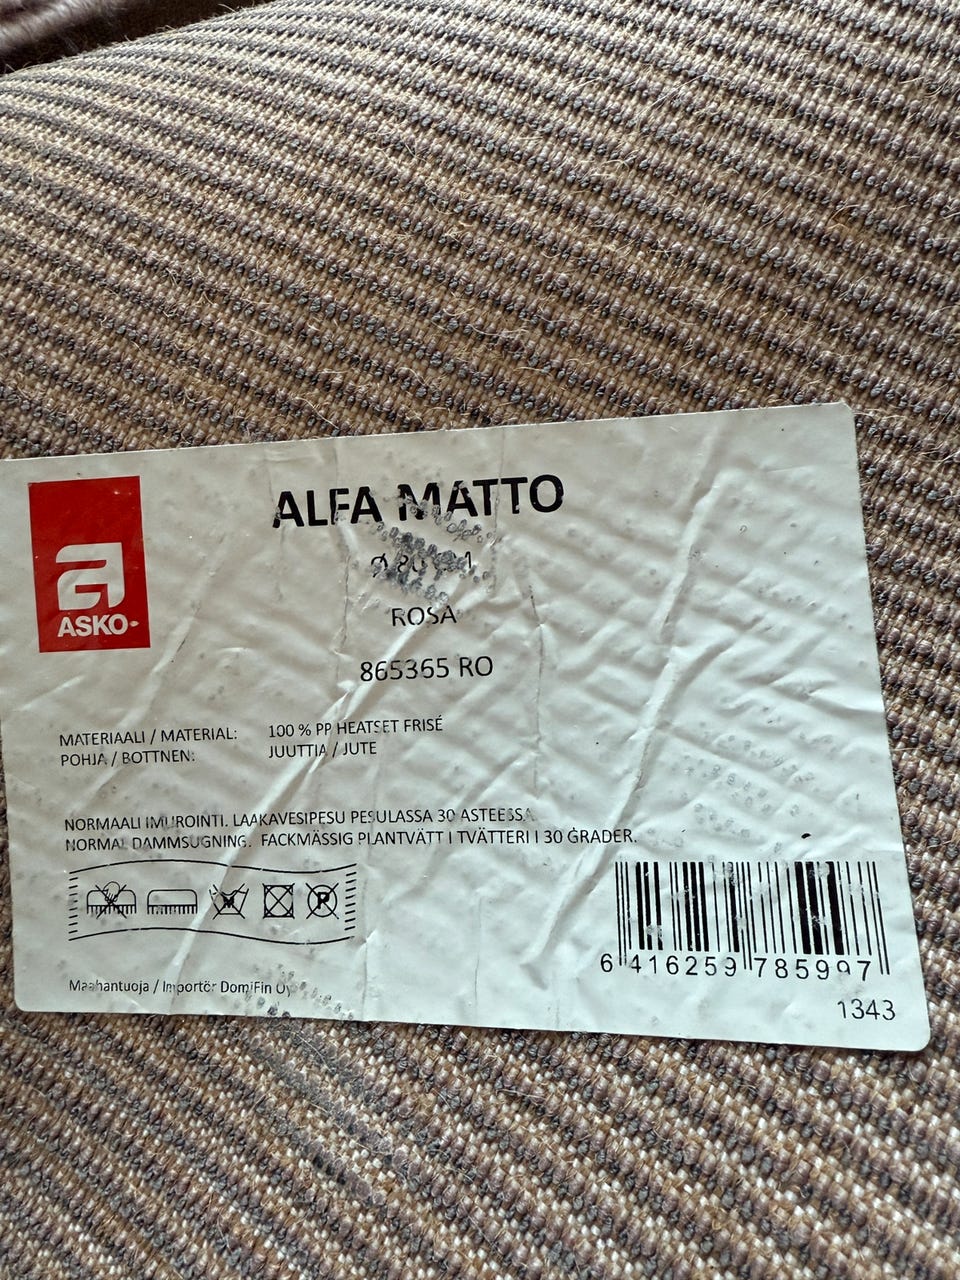 ASKO
ALFA MATTO
ROSA
865365 RO
MATERIAALI / MATERIAL: 100 % PP HEATSET FRISÉ
POHJA / BOTTNEN: JUUTTIA / JUTE
NORMAALI IMUROINTI. LAAKAVESIPESU PESULASSA 30 ASTEESSA.
NORMAL DAMMSUGNING. FACKMÄSSIG PLANTVÄTT I TVÄTTERI I 30 GRADER.
P
6 416259 785997
Maahantuoja / Importör DomiFin Oy
1343